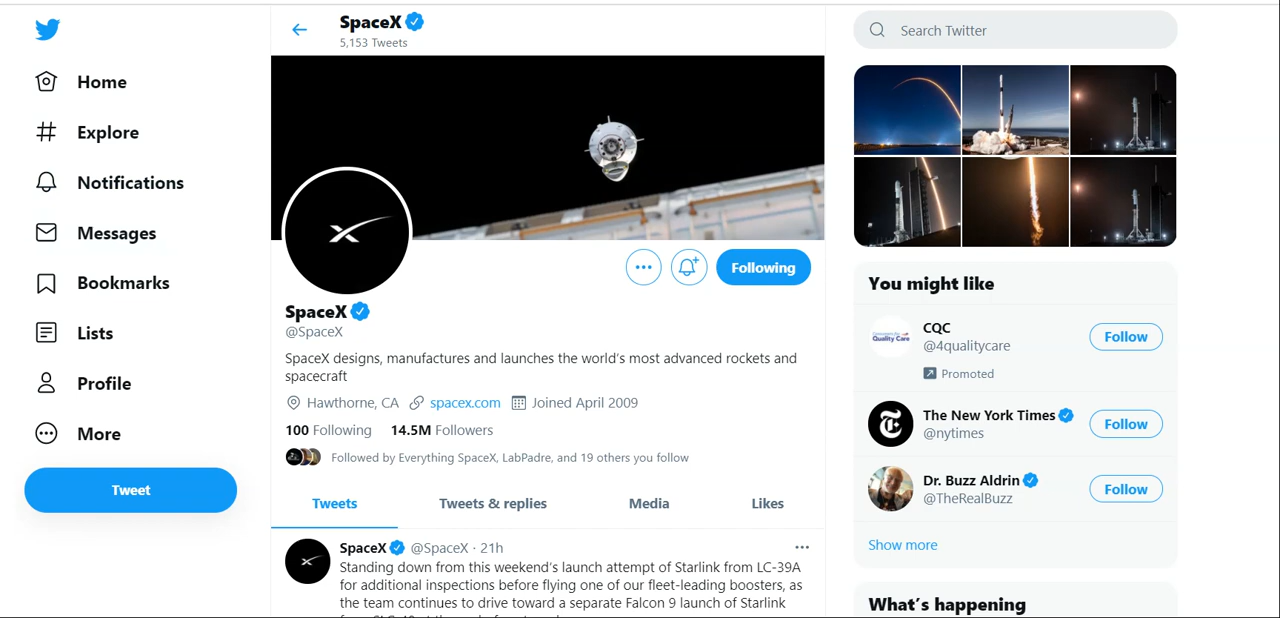 Home
Explore
Notifications
Messages
Bookmarks
Lists
Profile
More
Tweet
SpaceX
5,153 Tweets
Following
SpaceX
@SpaceX
SpaceX designs, manufactures and launches the world's most advanced rockets and
spacecraft
Hawthorne, CA spacex.com Joined April 2009
100 Following 14.5M Followers
Followed by Everything SpaceX, LabPadre, and 19 others you follow
Tweets Tweets & replies Media Likes
SpaceX @SpaceX · 21h
Standing down from this weekend's launch attempt of Starlink from LC-39A
for additional inspections before flying one of our fleet-leading boosters, as
the team continues to drive toward a separate Falcon 9 launch of Starlink
Search Twitter
You might like
Quality Care
CQC
@4qualitycare
Follow
Promoted
The New York Times
@nytimes
Follow
Dr. Buzz Aldrin
@TheRealBuzz
Follow
Show more
What's happening